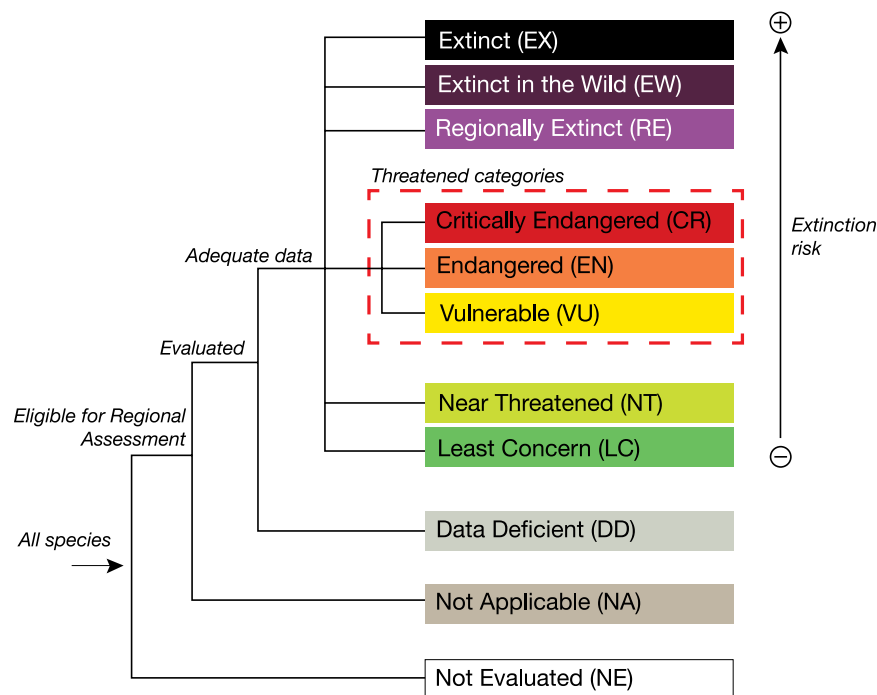 Extinct (EX)
Extinct in the Wild (EW)
Regionally Extinct (RE)
Threatened categories
Critically Endangered (CR)
Extinction
risk
Adequate data
Endangered (EN)
Vulnerable (VU)
Evaluated
Near Threatened (NT)
Eligible for Regional
Assessment
Least Concern (LC)
Data Deficient (DD)
All species
Not Applicable (NA)
Not Evaluated (NE)